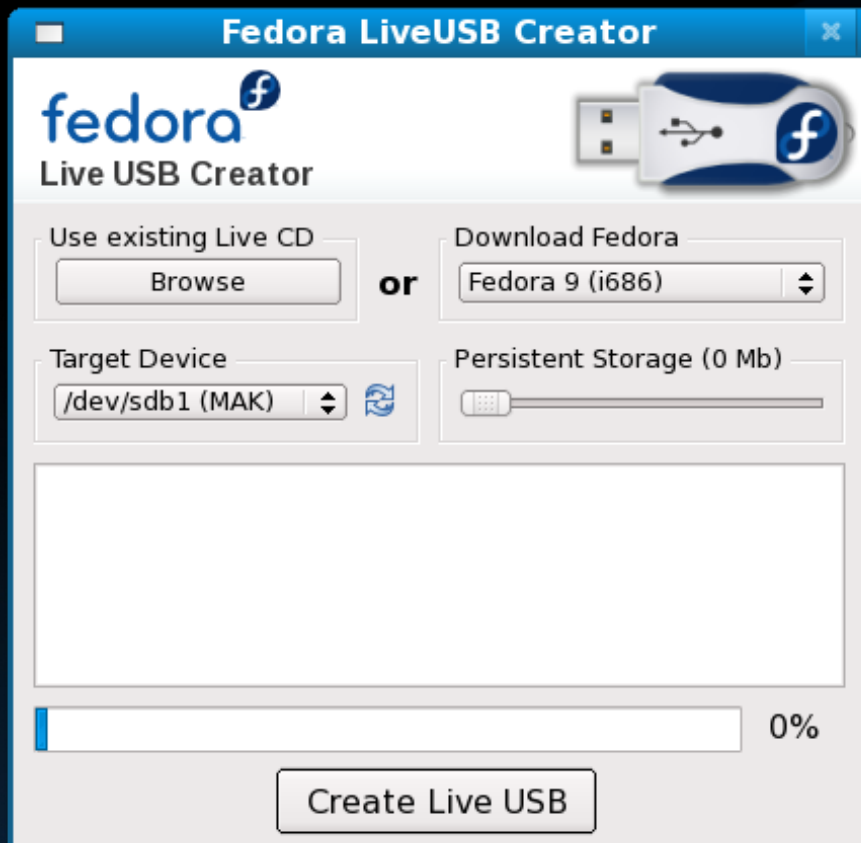 Fedora LiveUSB Creator
fedora
Live USB Creator
Use existing Live CD
Browse
or
Download Fedora
Fedora 9 (i686)
Target Device
/dev/sdb1 (MAK)
Persistent Storage (0 Mb)
0%
Create Live USB